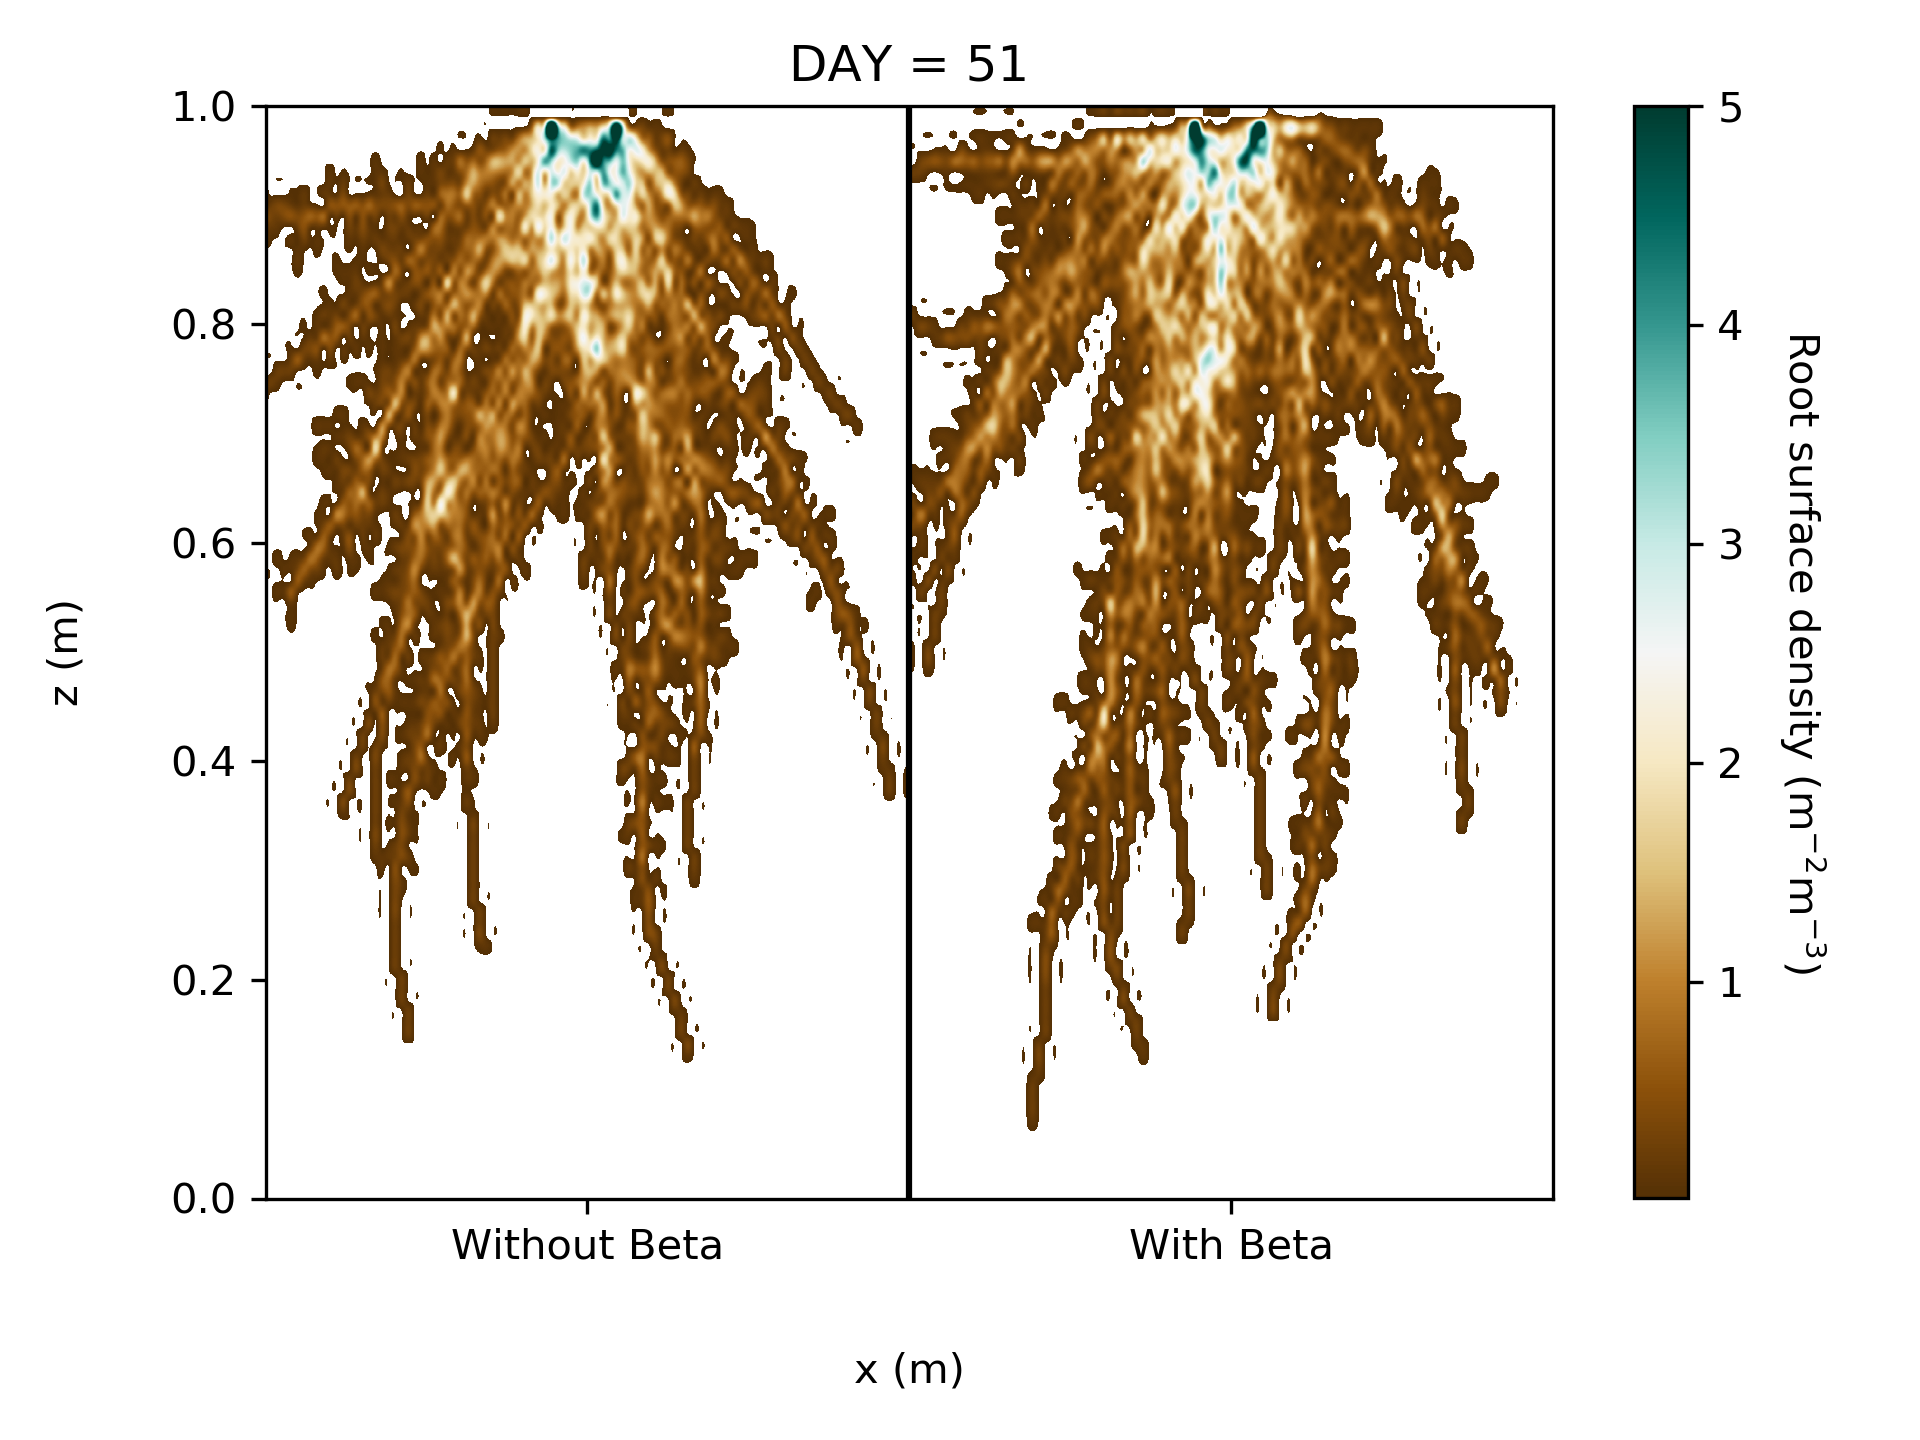 DAY = 51
1.0
0.8
0.6
0.4
0.2
0.0
z (m)
Without Beta
With Beta
x (m)
5
4
3
2
1
Root surface density (m⁻²m⁻³)